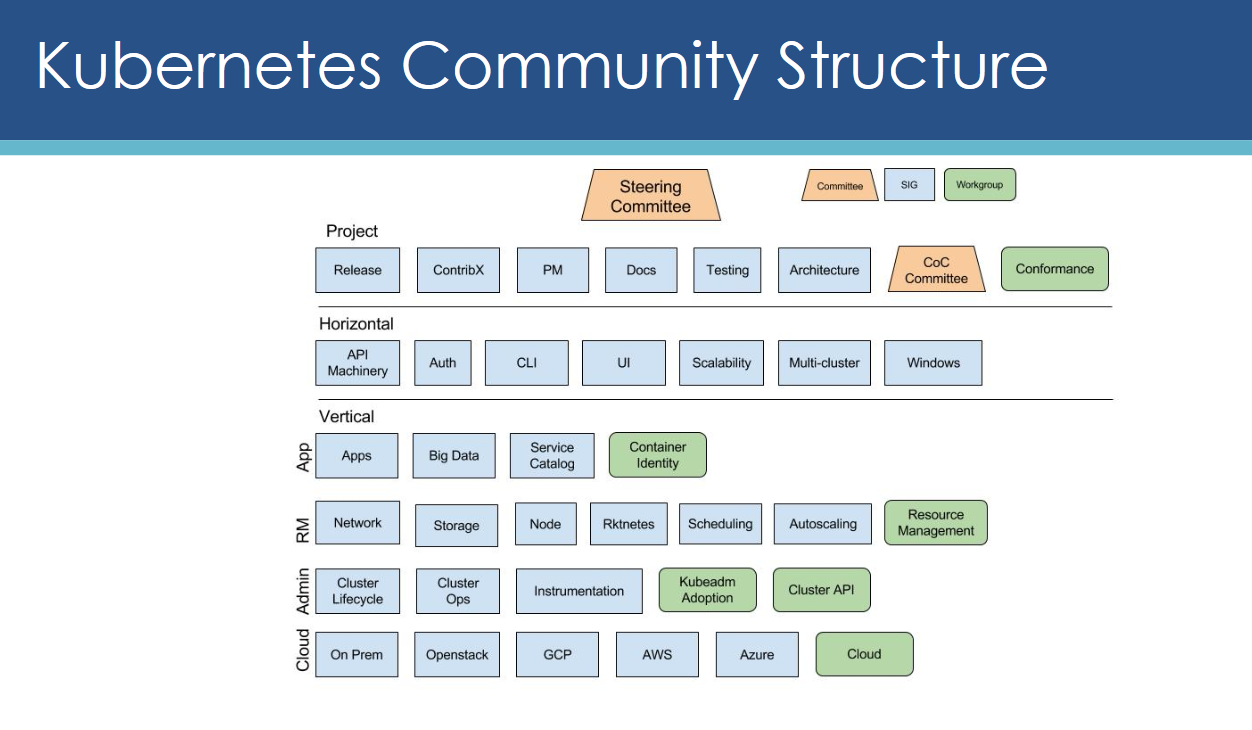 Kubernetes Community Structure
Steering
Committee
Committee
SIG
Workgroup
Project
Release
ContribX
PM
Docs
Testing
Architecture
CoC
Committee
Conformance
Horizontal
API
Machinery
Auth
CLI
UI
Scalability
Multi-cluster
Windows
Vertical
App
Apps
Big Data
Service
Catalog
Container
Identity
RM
Network
Storage
Node
Rktnetes
Scheduling
Autoscaling
Resource
Management
Admin
Cluster
Lifecycle
Cluster
Ops
Instrumentation
Kubeadm
Adoption
Cluster API
Cloud
On Prem
Openstack
GCP
AWS
Azure
Cloud